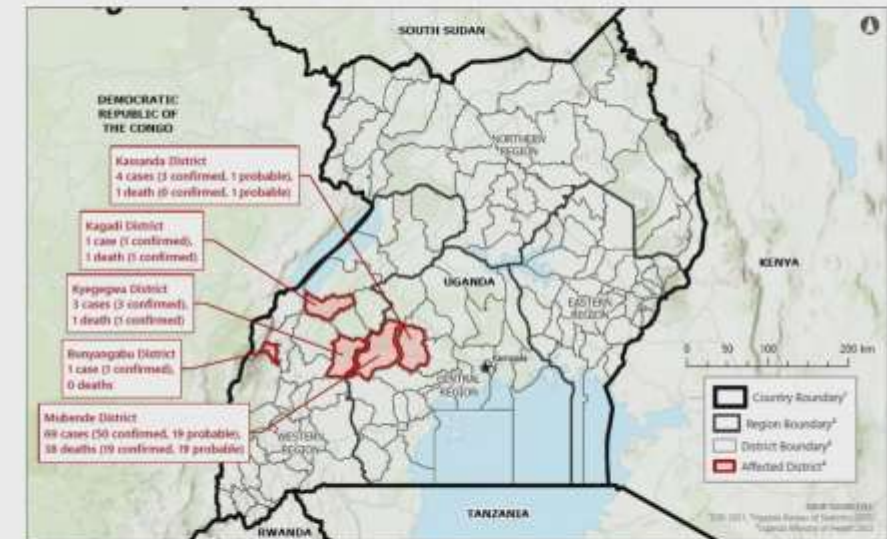 SOUTH SUDAN
DEMOCRATIC
REPUBLIC OF
THE CONGO
NORTHERN
REGION
Kassanda District
4 cases (3 confirmed, 1 probable),
1 death (0 confirmed, 1 probable)
Kagadi District
1 case (1 confirmed),
1 death (1 confirmed)
KENYA
UGANDA
Kyegegwa District
3 cases (3 confirmed),
1 death (1 confirmed)
EASTERN
REGION
Bunyangabu District
1 case (1 confirmed),
0 deaths
0 50 100 200 km
Kampala
CENTRAL
REGION
Country Boundary
Region Boundary
District Boundary
Affected District
Mubende District
69 cases (50 confirmed, 19 probable),
38 deaths (19 confirmed, 19 probable)
WESTERN
REGION
TANZANIA
RWANDA